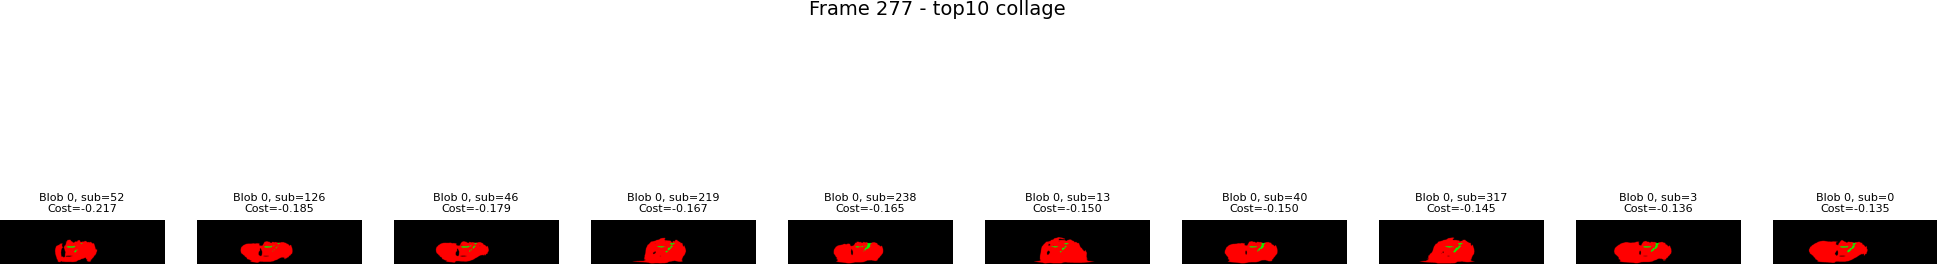 Frame 277 - top10 collage
Blob 0, sub=52
Cost=-0.217
Blob 0, sub=126
Cost=-0.185
Blob 0, sub=46
Cost=-0.179
Blob 0, sub=219
Cost=-0.167
Blob 0, sub=238
Cost=-0.165
Blob 0, sub=13
Cost=-0.150
Blob 0, sub=40
Cost=-0.150
Blob 0, sub=317
Cost=-0.145
Blob 0, sub=3
Cost=-0.136
Blob 0, sub=0
Cost=-0.135